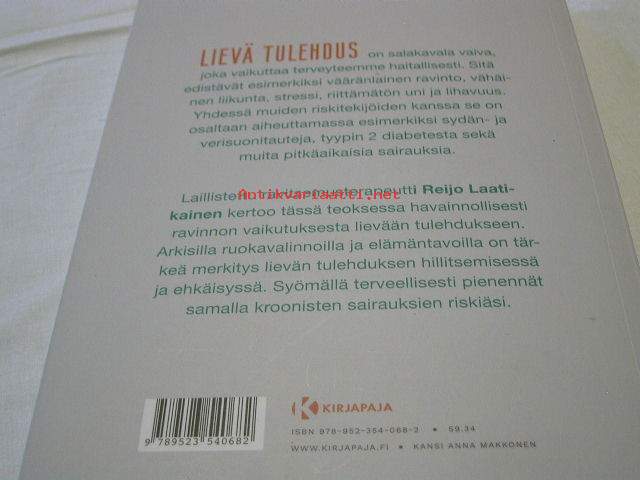 LIEVÄ TULEHDUS on salakavala vaiva,
joka vaikuttaa terveyteemme haitallisesti. Sitä
edistävät esimerkiksi vääränlainen ravinto, vähäi-
nen liikunta, stressi, riittämätön uni ja lihavuus.
Yhdessä muiden riskitekijöiden kanssa se on
osaltaan aiheuttamassa esimerkiksi sydän- ja
verisuonitauteja, tyypin 2 diabetesta sekä
muita pitkäaikaisia sairauksia.
Laillistettu ravitsemusterapeutti Reijo Laati-
Antikvariaatti.net
kainen kertoo tässä teoksessa havainnollisesti
ravinnon vaikutuksesta lievään tulehdukseen.
Arkisilla ruokavalinnoilla ja elämäntavoilla on tär-
keä merkitys lievän tulehduksen hillitsemisessä
ja ehkäisyssä. Syömällä terveellisesti pienennät
samalla kroonisten sairauksien riskiäsi.
KIRJAPAJA
ISBN 978-952-354-068-2 • 59.34
9 789523 540682
WWW.KIRJAPAJA.FI • KANSI ANNA MAKKONEN